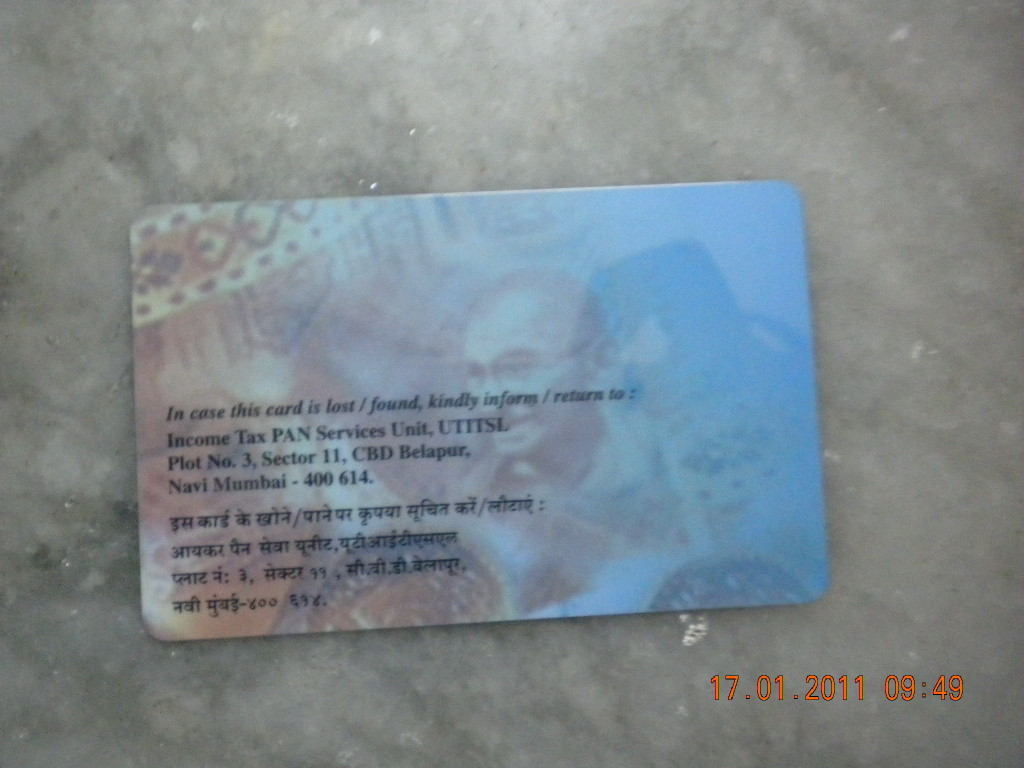 In case this card is lost / found, kindly inform / return to :
Income Tax PAN Services Unit, UTITSL
Plot No. 3, Sector 11, CBD Belapur,
Navi Mumbai - 400 614.
इस कार्ड के खोने/पाने पर कृपया सूचित करें/लौटाएं :
आयकर पैन सेवा यूनीट,यूटीआईटीएसएल
प्लाट नं: ३, सेक्टर ११ , सी.बी.डी.बेलापूर,
नवी मुंबई-४०० ६१४.
17.01.2011 09:49